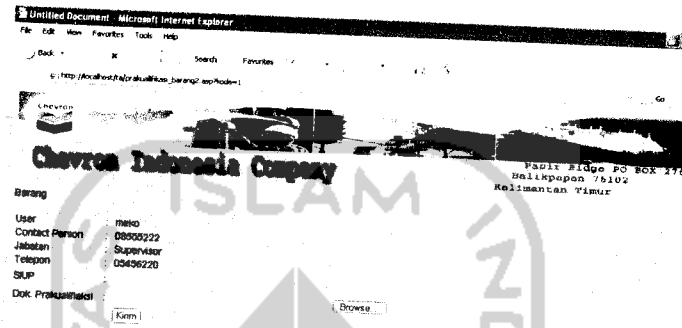 Untitled Document - Microsoft Internet Explorer
File Edit View Favorites Tools Help
Back Search Favorites
http://localhost/ta/prakualifikasi_barang2.asp?kode=1
Go
Chevron
Chevron Indonesia Company
Pasir Ridge PO BOX 276
Balikpapan 76102
Kalimantan Timur
Barang
User : meko
Contact Person : 08555222
Jabatan : Supervisor
Telepon : 05456220
SIUP
Dok. Prakualifikasi Browse...
Kirim
ISLAM